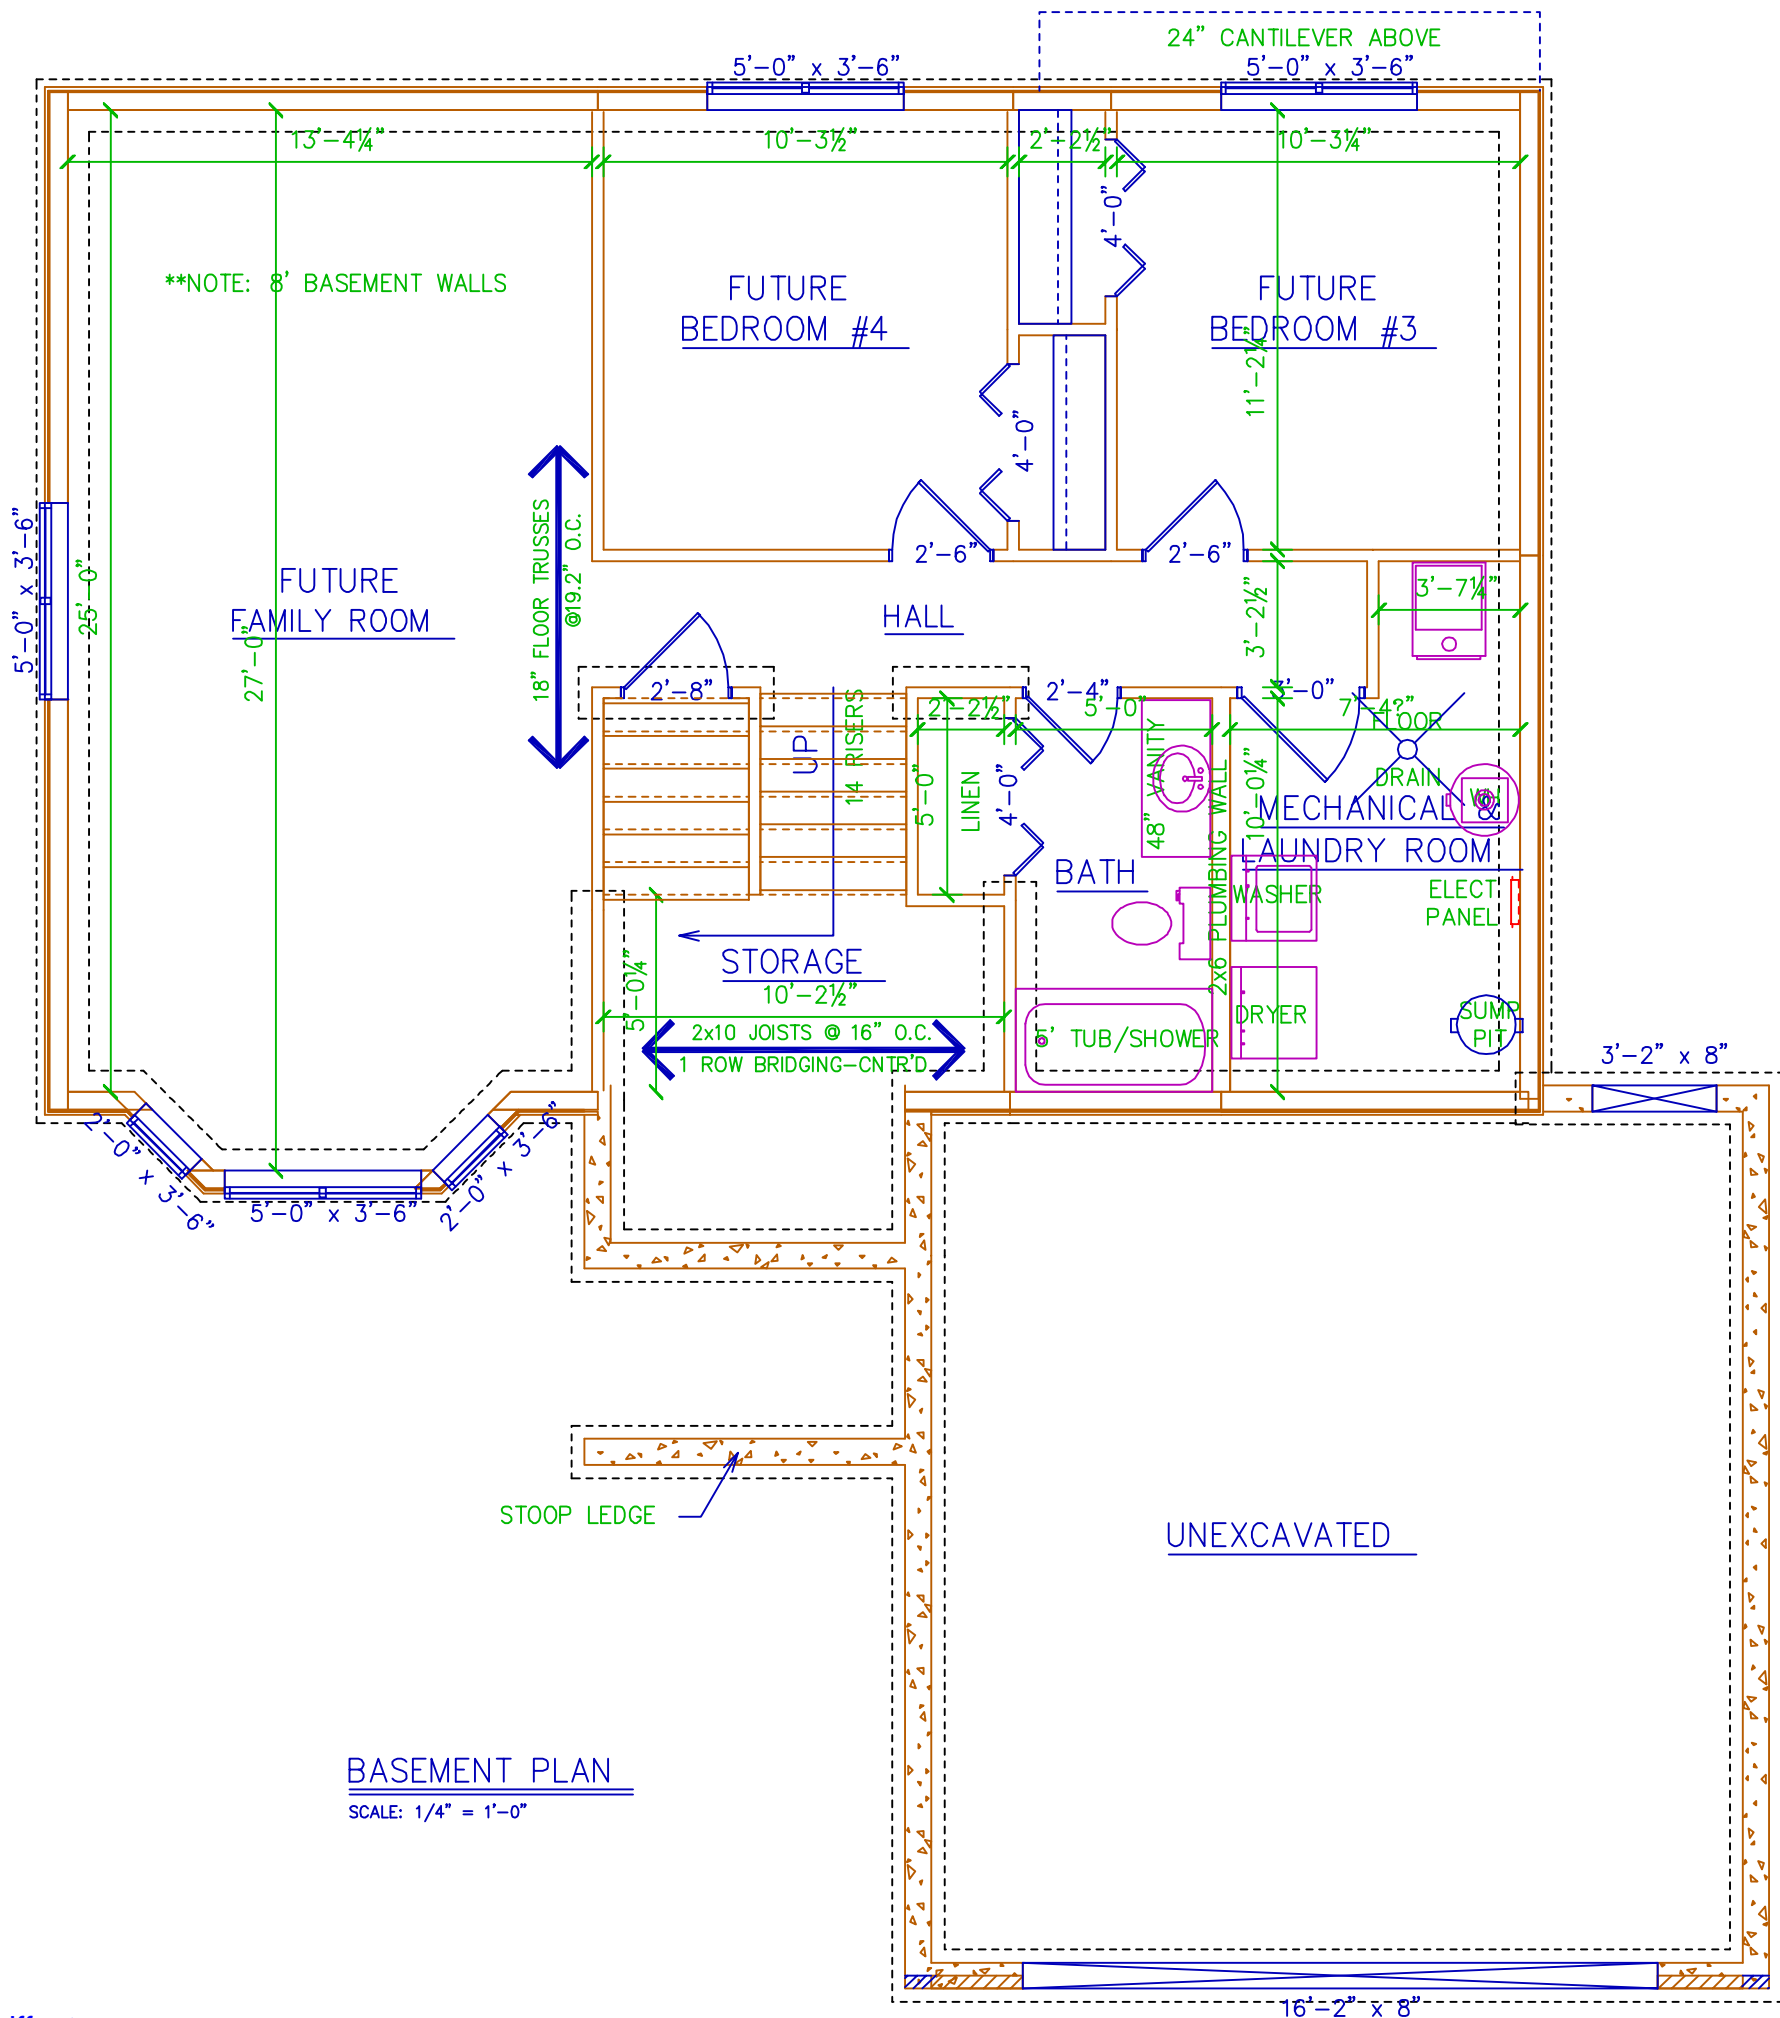 24" CANTILEVER ABOVE
5'-0" x 3'-6"
5'-0" x 3'-6"
13'-4¼"
10'-3½"
2'-2½"
10'-3¼"
4'-0"
**NOTE: 8' BASEMENT WALLS
FUTURE
BEDROOM #4
FUTURE
BEDROOM #3
11'-2¼"
4'-0"
5'-0" x 3'-6"
25'-0"
27'-0"
FUTURE
FAMILY ROOM
18" FLOOR TRUSSES
@19.2" O.C.
2'-6"
2'-6"
HALL
3'-2½"
3'-7¼"
2'-8"
2'-4"
3'-0"
2'-2½"
5'-0"
7'-4?"
UP
14 RISERS
5'-0"
LINEN
4'-0"
48" VANITY
2x6 PLUMBING WALL
10'-0¼"
FLOOR
DRAIN
MECHANICAL &
LAUNDRY ROOM
BATH
WASHER
ELECT
PANEL
STORAGE
10'-2½"
5'-0¼"
2x10 JOISTS @ 16" O.C.
1 ROW BRIDGING-CNTR'D
5' TUB/SHOWER
DRYER
SUMP
PIT
3'-2" x 8"
2'-0" x 3'-6"
5'-0" x 3'-6"
2'-0" x 3'-6"
STOOP LEDGE
UNEXCAVATED
BASEMENT PLAN
SCALE: 1/4" = 1'-0"
16'-2" x 8"